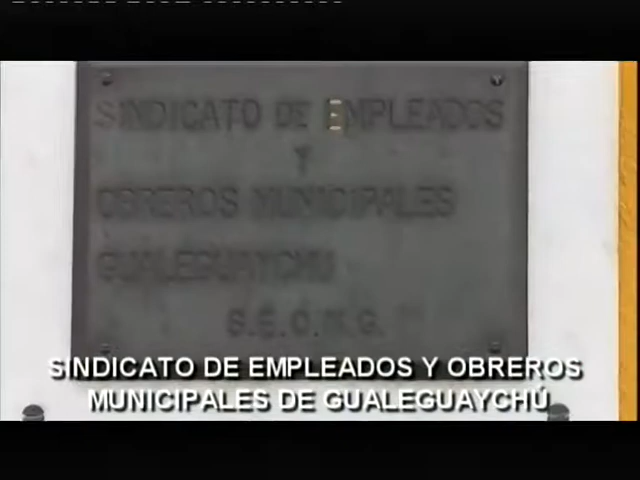 SINDICATO DE EMPLEADOS
Y
OBREROS MUNICIPALES
GUALEGUAYCHU
S.E.O.M.G.
SINDICATO DE EMPLEADOS Y OBREROS
MUNICIPALES DE GUALEGUAYCHÚ